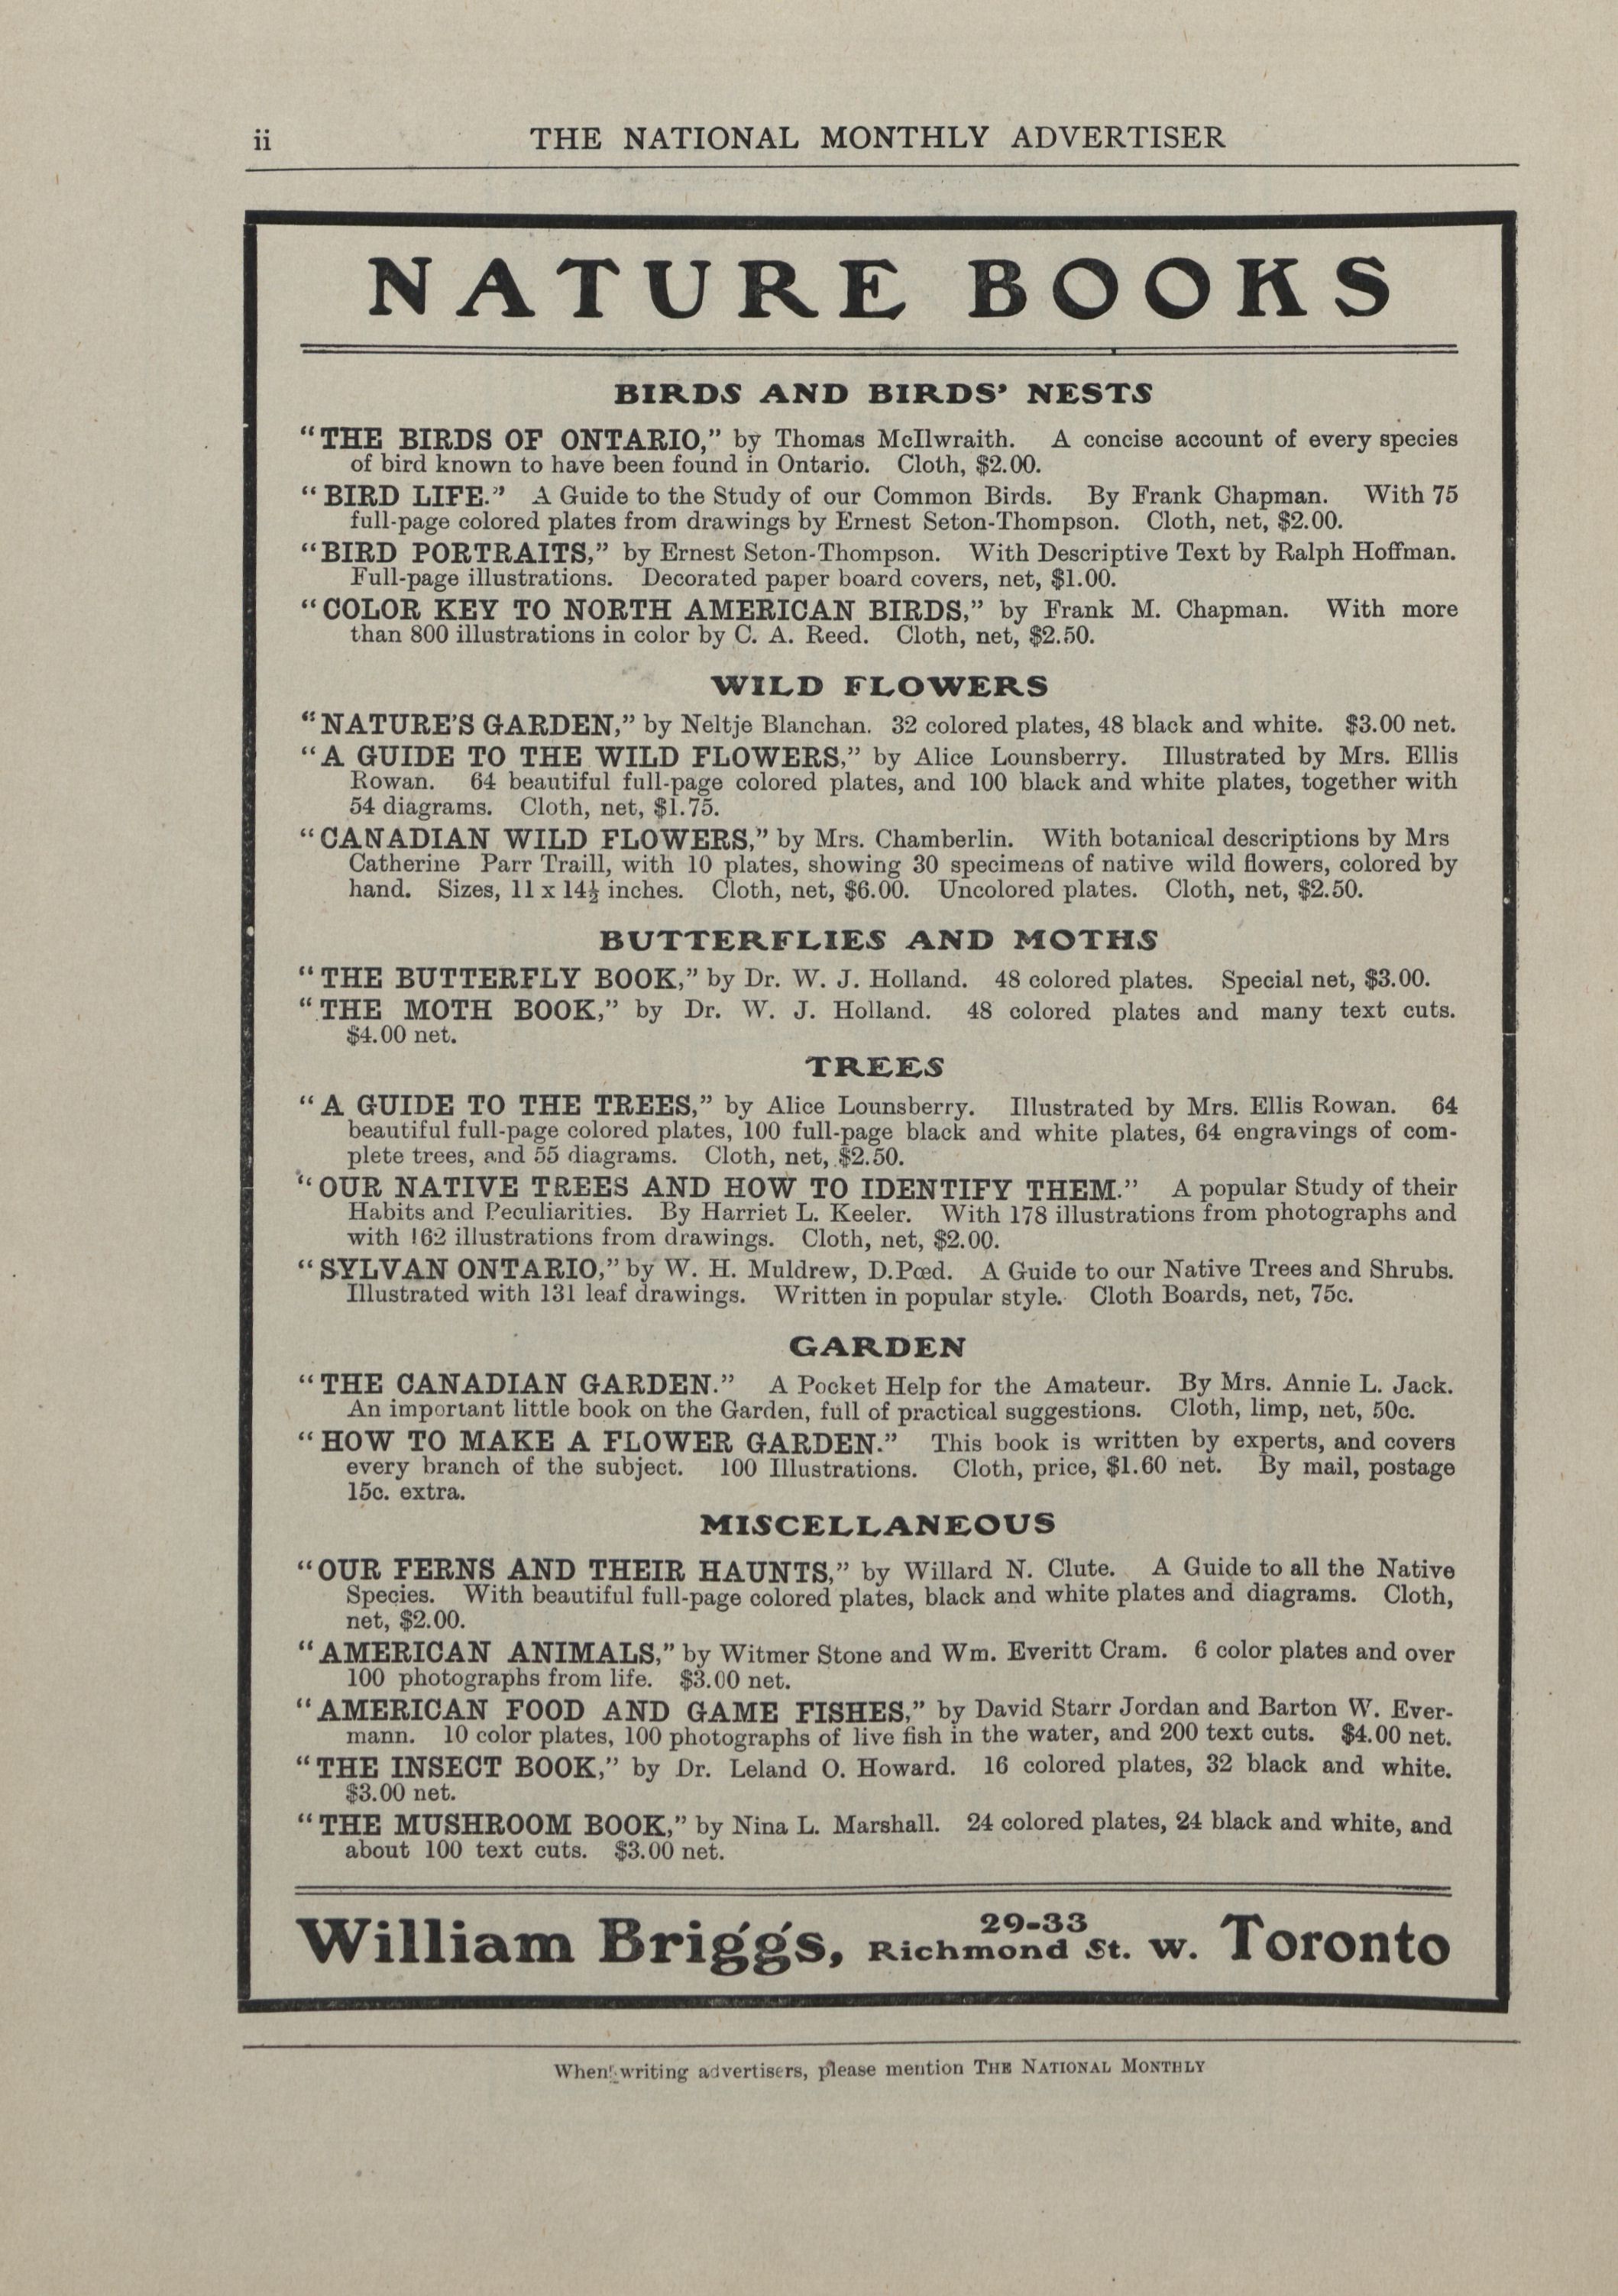 ii THE NATIONAL MONTHLY ADVERTISER
NATURE BOOKS
BIRDS AND BIRDS' NESTS
"THE BIRDS OF ONTARIO," by Thomas McIlwraith. A concise account of every species
of bird known to have been found in Ontario. Cloth, $2.00.
"BIRD LIFE." A Guide to the Study of our Common Birds. By Frank Chapman. With 75
full-page colored plates from drawings by Ernest Seton-Thompson. Cloth, net, $2.00.
"BIRD PORTRAITS," by Ernest Seton-Thompson. With Descriptive Text by Ralph Hoffman.
Full-page illustrations. Decorated paper board covers, net, $1.00.
"COLOR KEY TO NORTH AMERICAN BIRDS," by Frank M. Chapman. With more
than 800 illustrations in color by C. A. Reed. Cloth, net, $2.50.
WILD FLOWERS
"NATURE'S GARDEN," by Neltje Blanchan. 32 colored plates, 48 black and white. $3.00 net.
"A GUIDE TO THE WILD FLOWERS," by Alice Lounsberry. Illustrated by Mrs. Ellis
Rowan. 64 beautiful full-page colored plates, and 100 black and white plates, together with
54 diagrams. Cloth, net, $1.75.
"CANADIAN WILD FLOWERS," by Mrs. Chamberlin. With botanical descriptions by Mrs
Catherine Parr Traill, with 10 plates, showing 30 specimens of native wild flowers, colored by
hand. Sizes, 11 x 14½ inches. Cloth, net, $6.00. Uncolored plates. Cloth, net, $2.50.
BUTTERFLIES AND MOTHS
"THE BUTTERFLY BOOK," by Dr. W. J. Holland. 48 colored plates. Special net, $3.00.
"THE MOTH BOOK," by Dr. W. J. Holland. 48 colored plates and many text cuts.
$4.00 net.
TREES
"A GUIDE TO THE TREES," by Alice Lounsberry. Illustrated by Mrs. Ellis Rowan. 64
beautiful full-page colored plates, 100 full-page black and white plates, 64 engravings of com-
plete trees, and 55 diagrams. Cloth, net, $2.50.
"OUR NATIVE TREES AND HOW TO IDENTIFY THEM." A popular Study of their
Habits and Peculiarities. By Harriet L. Keeler. With 178 illustrations from photographs and
with 162 illustrations from drawings. Cloth, net, $2.00.
"SYLVAN ONTARIO," by W. H. Muldrew, D.Pœd. A Guide to our Native Trees and Shrubs.
Illustrated with 131 leaf drawings. Written in popular style. Cloth Boards, net, 75c.
GARDEN
"THE CANADIAN GARDEN." A Pocket Help for the Amateur. By Mrs. Annie L. Jack.
An important little book on the Garden, full of practical suggestions. Cloth, limp, net, 50c.
"HOW TO MAKE A FLOWER GARDEN." This book is written by experts, and covers
every branch of the subject. 100 Illustrations. Cloth, price, $1.60 net. By mail, postage
15c. extra.
MISCELLANEOUS
"OUR FERNS AND THEIR HAUNTS," by Willard N. Clute. A Guide to all the Native
Species. With beautiful full-page colored plates, black and white plates and diagrams. Cloth,
net, $2.00.
"AMERICAN ANIMALS," by Witmer Stone and Wm. Everitt Cram. 6 color plates and over
100 photographs from life. $3.00 net.
"AMERICAN FOOD AND GAME FISHES," by David Starr Jordan and Barton W. Ever-
mann. 10 color plates, 100 photographs of live fish in the water, and 200 text cuts. $4.00 net.
"THE INSECT BOOK," by Dr. Leland O. Howard. 16 colored plates, 32 black and white.
$3.00 net.
"THE MUSHROOM BOOK," by Nina L. Marshall. 24 colored plates, 24 black and white, and
about 100 text cuts. $3.00 net.
William Briggs, 29-33 Richmond St. W. Toronto
When writing advertisers, please mention THE NATIONAL MONTHLY